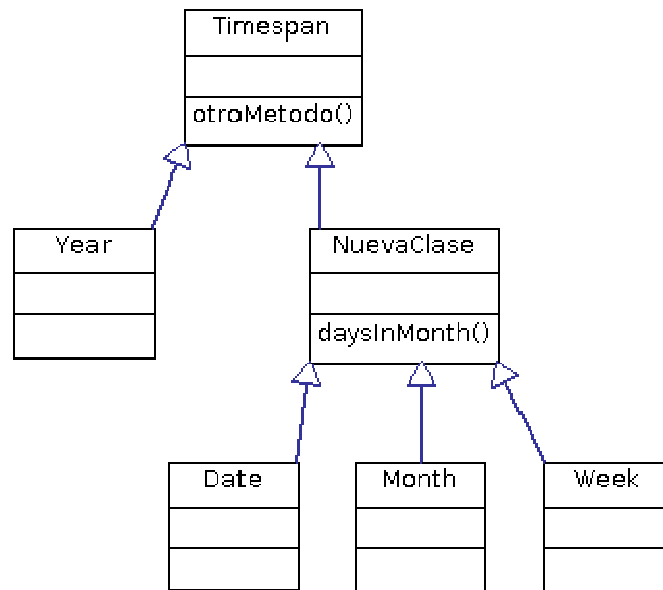 Timespan
otroMetodo()
Year
NuevaClase
daysInMonth()
Date
Month
Week